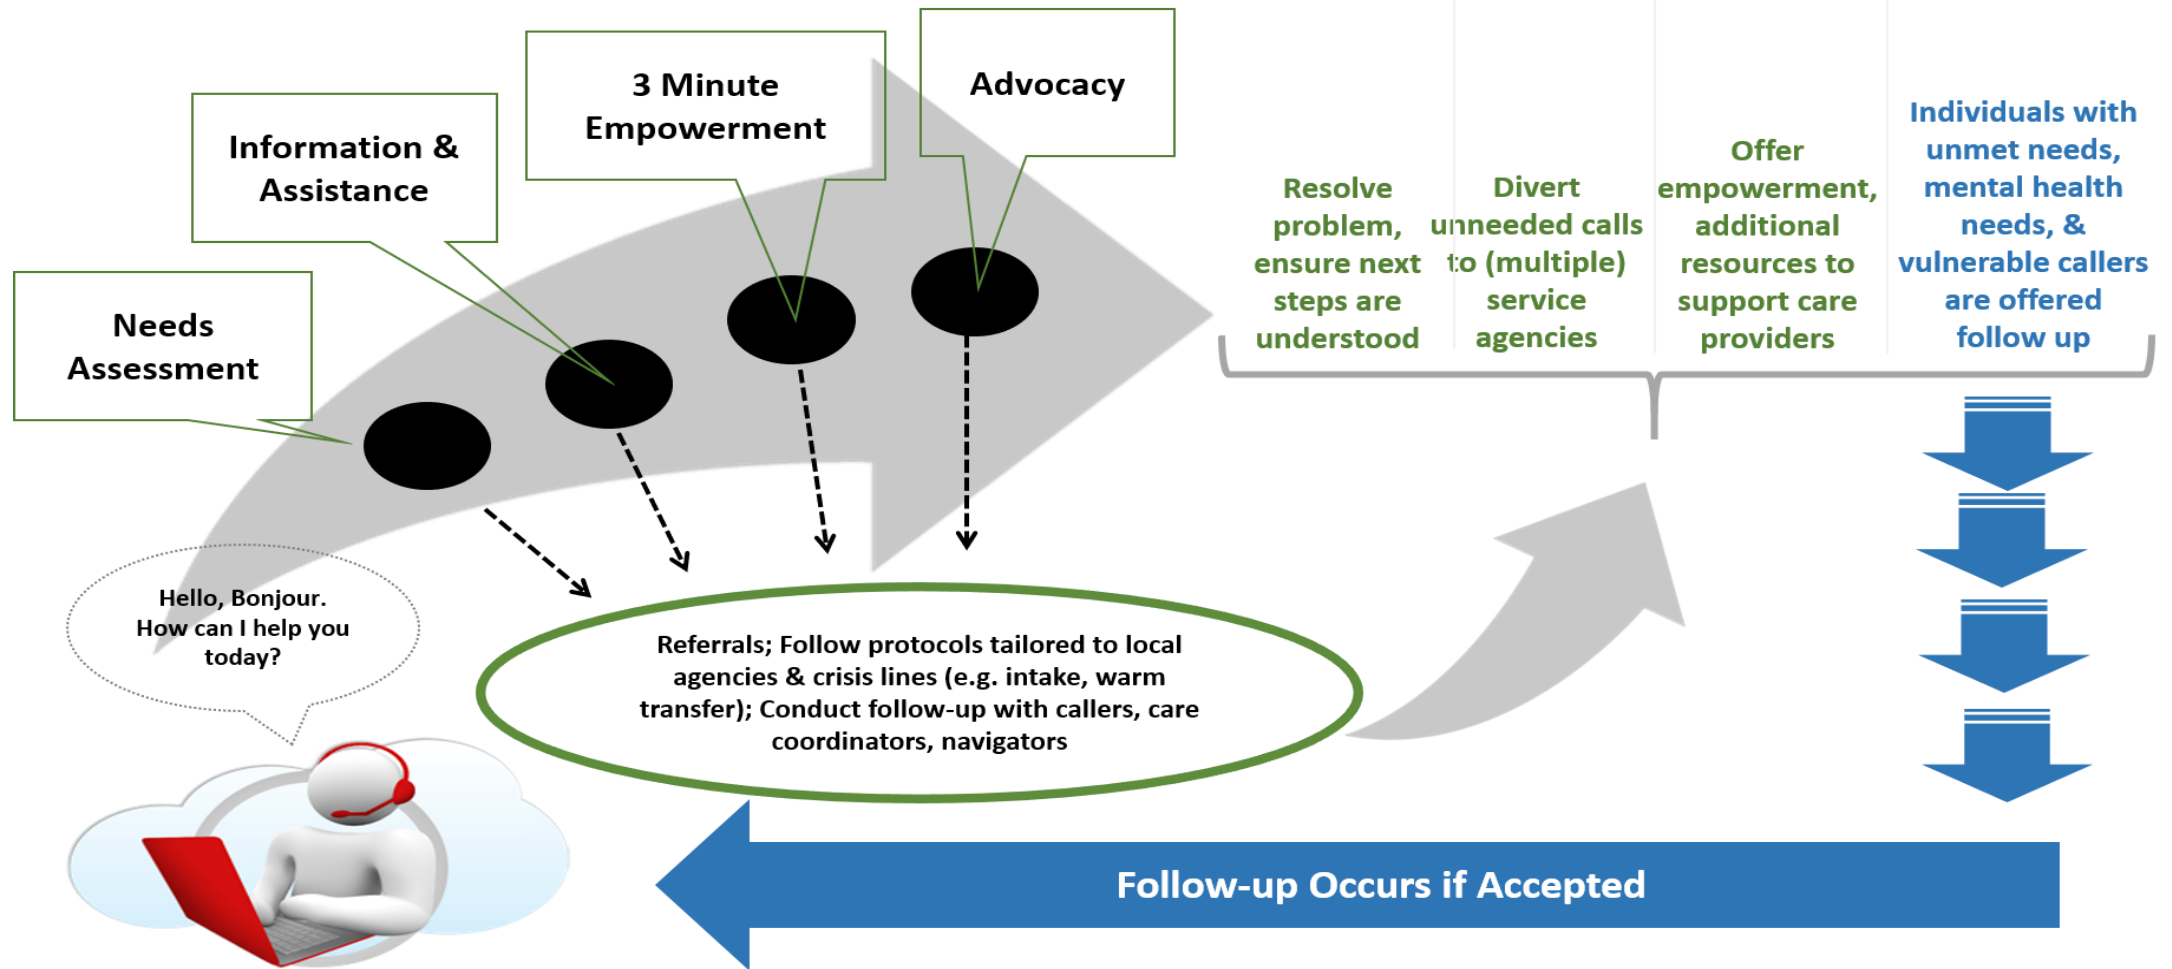 Needs
Assessment
Information &
Assistance
3 Minute
Empowerment
Advocacy
Resolve
problem,
ensure next
steps are
understood
Divert
unneeded calls
to (multiple)
service
agencies
Offer
empowerment,
additional
resources to
support care
providers
Individuals with
unmet needs,
mental health
needs, &
vulnerable callers
are offered
follow up
Hello, Bonjour.
How can I help you
today?
Referrals; Follow protocols tailored to local
agencies & crisis lines (e.g. intake, warm
transfer); Conduct follow-up with callers, care
coordinators, navigators
Follow-up Occurs if Accepted